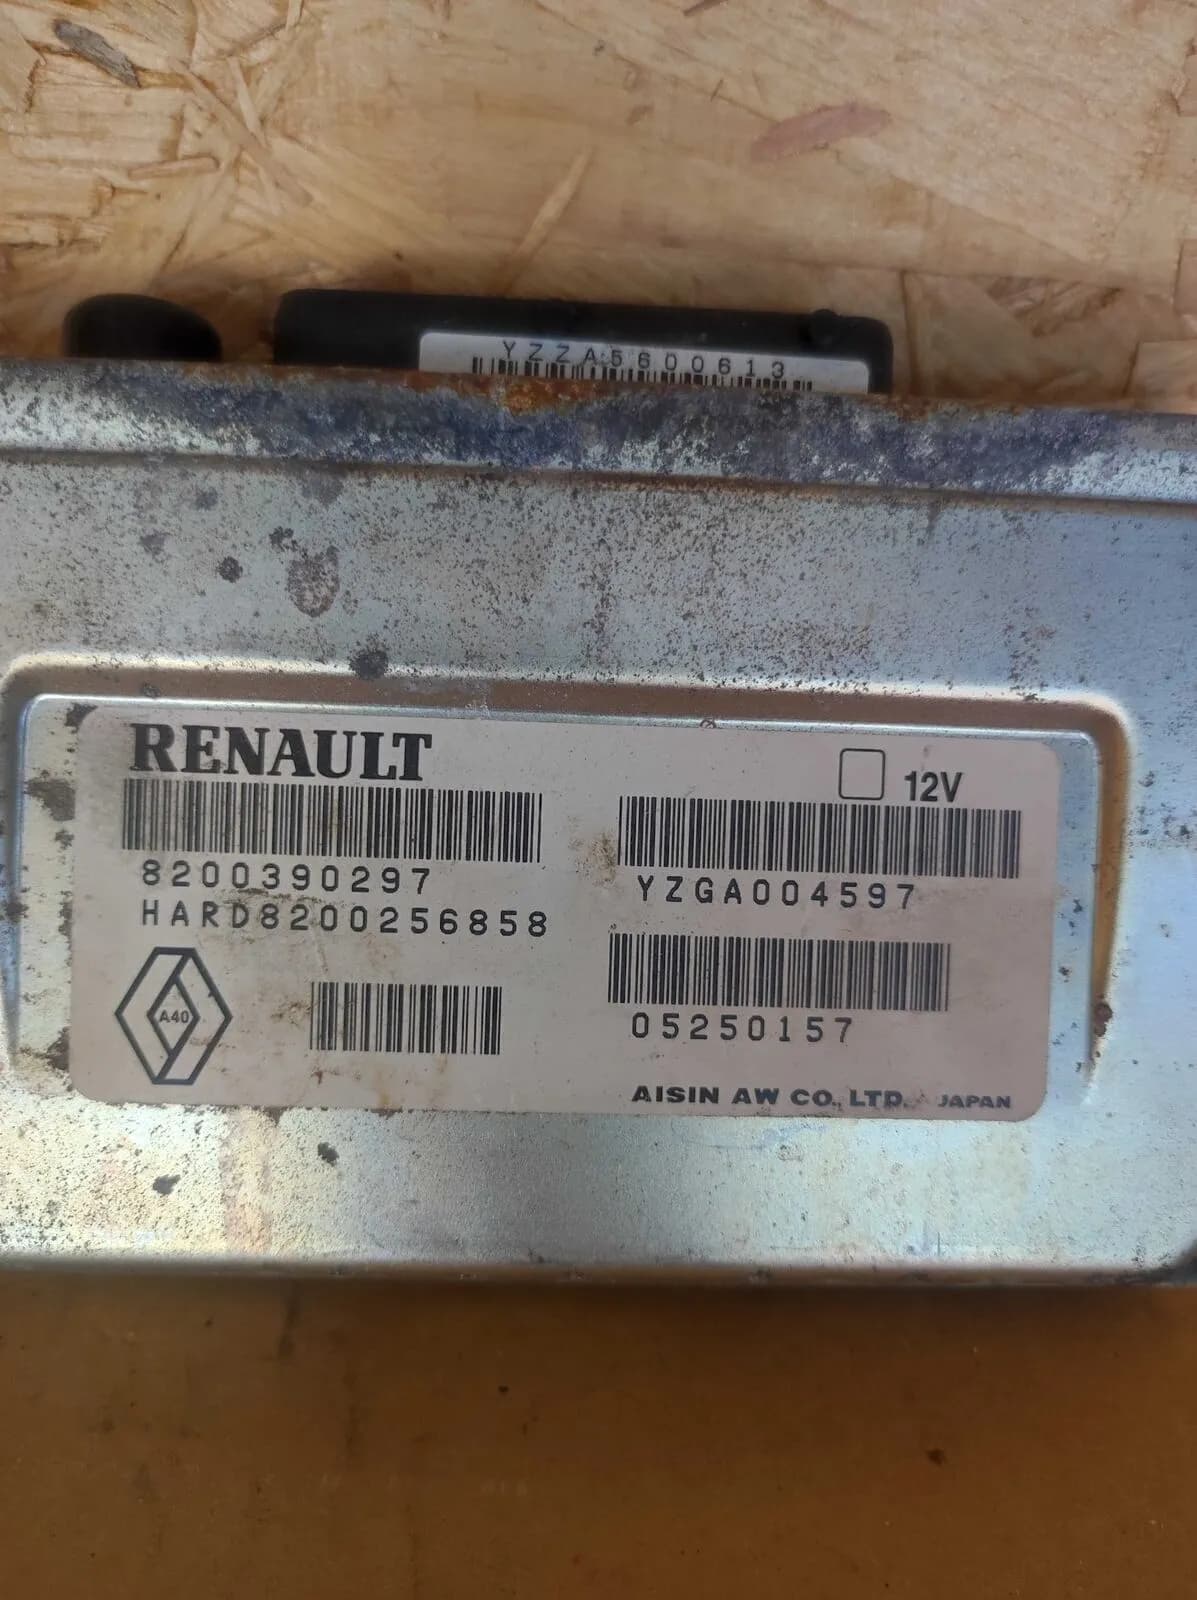 YZZA5600613
RENAULT
12V
8200390297
HARD8200256858
YZGA004597
A40
05250157
AISIN AW CO., LTD. JAPAN